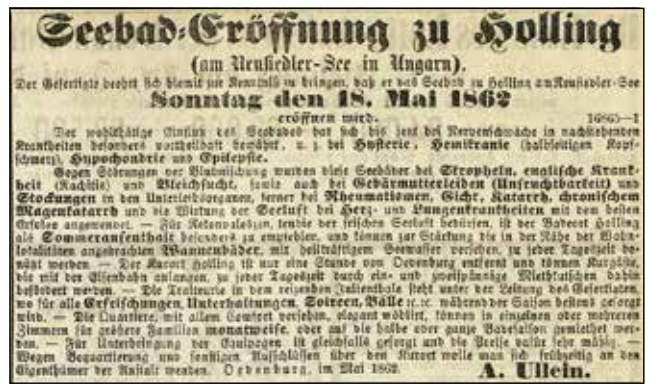 Seebad-Eröffnung zu Holling
(am Neusiedler-See in Ungarn).
Der Gefertigte beehrt sich hiemit zur Kenntniß zu bringen, daß er das Seebad zu Holling am Neusiedler-See
Sonntag den 18. Mai 1862
eröffnen wird. 16865—1
Der wohlthätige Einfluß des Seebades hat sich bis jetzt bei Nervenschwäche in nachstehenden
Krankheiten besonders vortheilhaft bewährt, u. z. bei Hysterie, Hemikranie (halbseitigen Kopf-
schmerz), Hypochondrie und Epilepsie.
Gegen Störungen der Blutmischung wurden diese Seebäder bei Skropheln, englische Krank-
heit (Rachitis) und Bleichsucht, sowie auch bei Gebärmutterleiden (Unfruchtbarkeit) und
Stockungen in den Unterleibsorganen, ferner bei Rheumatismen, Gicht, Katarrh, chronischem
Magenkatarrh und die Wirkung der Seeluft bei Herz- und Lungenkrankheiten mit dem besten
Erfolge angewendet. — Für Rekonvaleszenten, die der frischen Seeluft bedürfen, ist der Badeort Holling
als Sommeraufenthalt besonders zu empfehlen, und können zur Stärkung die in der Nähe der Wohn-
lokalitäten angebrachten Wannenbäder, mit heilkräftigem Seewasser versehen, zu jeder Tageszeit be-
nützt werden. — Der Kurort Holling ist nur eine Stunde von Oedenburg entfernt und können Kurgäste,
die mit der Eisenbahn anlangen, zu jeder Tageszeit durch ein- und zweispännige Miethkutschen dahin
befördert werden. — Die Traiteurie in dem reizenden Julienthale steht unter der Leitung des Gefertigten,
wo für alle Erfrischungen, Unterhaltungen, Soireen, Bälle ec. ec. während der Saison bestens gesorgt
wird. — Die Quartiere, mit allem Comfort versehen, elegant möblirt, können in einzelnen oder mehreren
Zimmern für größere Familien monatweise, oder auf die halbe oder ganze Badesaison gemiethet wer-
den. — Für Unterbringung der Equipagen ist gleichfalls gesorgt und die Preise dafür sehr mäßig. —
Wegen Bequartierung und sonstigen Aufschlüssen über den Kurort wolle man sich frühzeitig an den
Eigenthümer der Anstalt wenden. Oedenburg, im Mai 1862. A. Ullein.